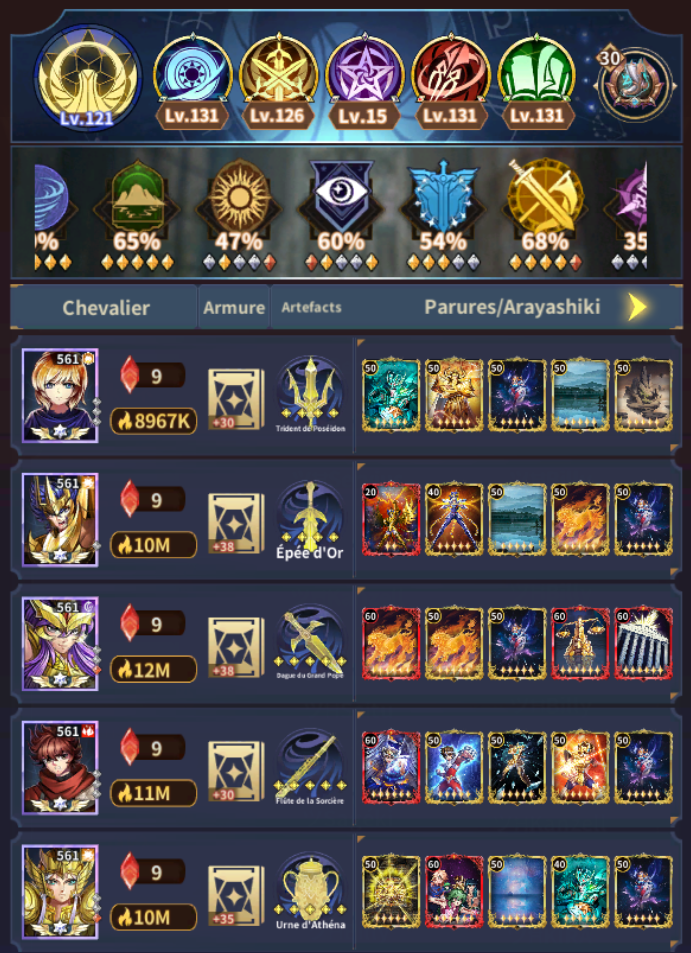 30
Lv.121 Lv.131 Lv.126 Lv.15 Lv.131 Lv.131
% 65% 47% 60% 54% 68% 35
Chevalier Armure Artefacts Parures/Arayashiki
561 9 50 50 50 50 50
8967K +30 Trident de Poséidon
561 9 20 40 50 50 50
10M +38 Épée d'Or
561 9 60 50 50 60 60
12M +38 Dague du Grand Pope
561 9 60 50 50 50 50
11M +30 Flûte de la Sorcière
561 9 50 60 50 40 50
10M +35 Urne d'Athéna